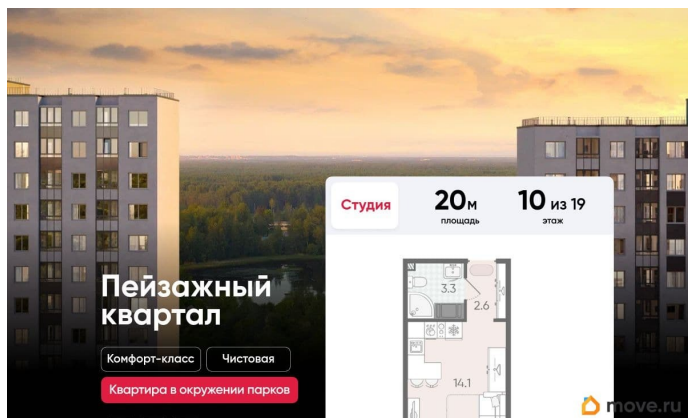 Студия
20м
площадь
10 из 19
этаж
3.3
2.6
14.1
Пейзажный
квартал
Комфорт-класс
Чистовая
Квартира в окружении парков
move.ru